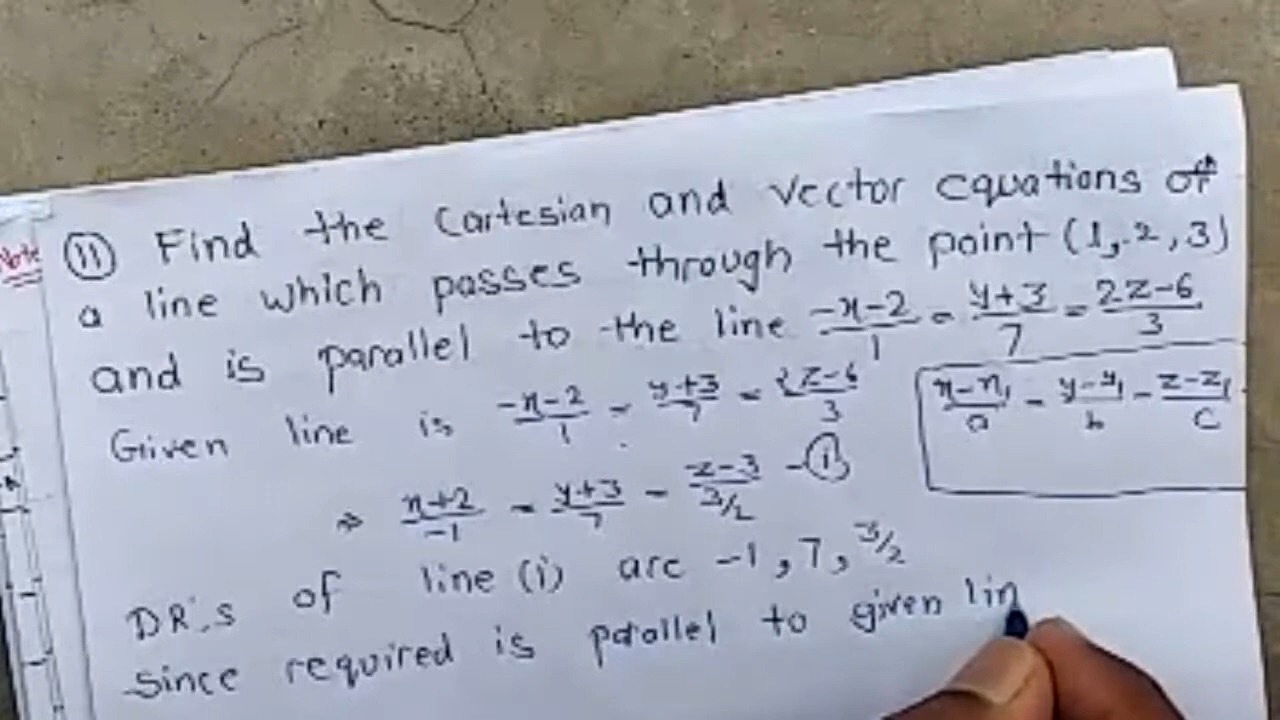 (11) Find the Cartesian and vector equations of
a line which passes through the point (1,-2,3)
and is parallel to the line (-x-2)/1 = (y+3)/7 = (2z-6)/3
Given line is (-x-2)/1 = (y+3)/7 = (2z-6)/3
(x-x₁)/a = (y-y₁)/b = (z-z₁)/c
⇒ (x+2)/-1 = (y+3)/7 = (z-3)/(3/2) -(i)
DR's of line (i) are -1, 7, 3/2
Since required is parallel to given lin